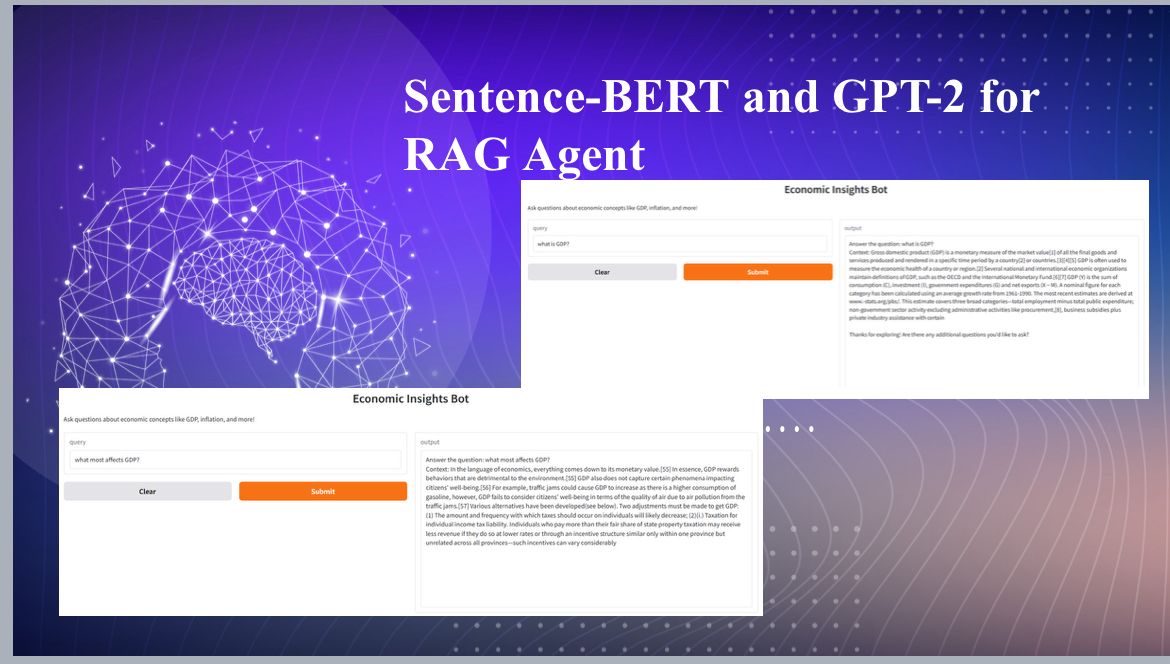 Sentence-BERT and GPT-2 for
RAG Agent
Economic Insights Bot
Ask questions about economic concepts like GDP, inflation, and more!
query
what is GDP?
Clear
Submit
output
Answer the question: what is GDP?
Context: Gross domestic product (GDP) is a monetary measure of the market value[1] of all the final goods and
services produced and rendered in a specific time period by a country[2] or countries.[3][4][5] GDP is often used to
measure the economic health of a country or region.[2] Several national and international economic organizations
maintain definitions of GDP, such as the OECD and the International Monetary Fund.[6][7] GDP (Y) is the sum of
consumption (C), investment (I), government expenditures (G) and net exports (X − M). A nominal figure for each
category has been calculated using an average growth rate from 1961-1990. The most recent estimates are derived at
This estimate covers three broad categories—total employment minus total public expenditure;
non-government sector activity excluding administrative activities like procurement,[8], business subsidies plus
private industry assistance with certain
Thanks for exploring! Are there any additional questions you'd like to ask?
Economic Insights Bot
Ask questions about economic concepts like GDP, inflation, and more!
query
what most affects GDP?
Clear
Submit
output
Answer the question: what most affects GDP?
Context: In the language of economics, everything comes down to its monetary value.[55] In essence, GDP rewards
behaviors that are detrimental to the environment.[55] GDP also does not capture certain phenomena impacting
citizens' well-being.[56] For example, traffic jams could cause GDP to increase as there is a higher consumption of
gasoline, however, GDP fails to consider citizens' well-being in terms of the quality of air due to air pollution from the
traffic jams.[57] Various alternatives have been developed(see below). Two adjustments must be made to get GDP:
(1) The amount and frequency with which taxes should occur on individuals will likely decrease; (2)(i.) Taxation for
individual income tax liability. Individuals who pay more than their fair share of state property taxation may receive
less revenue if they do so at lower rates or through an incentive structure similar only within one province but
unrelated across all provinces—such incentives can vary considerably